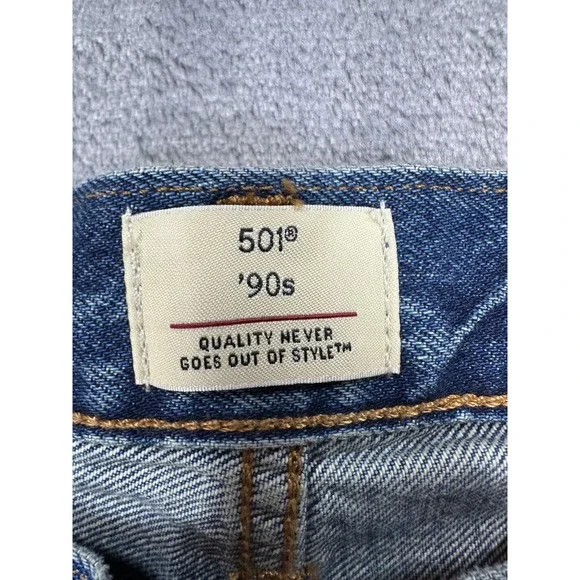 501®
'90s
QUALITY NEVER
GOES OUT OF STYLE™